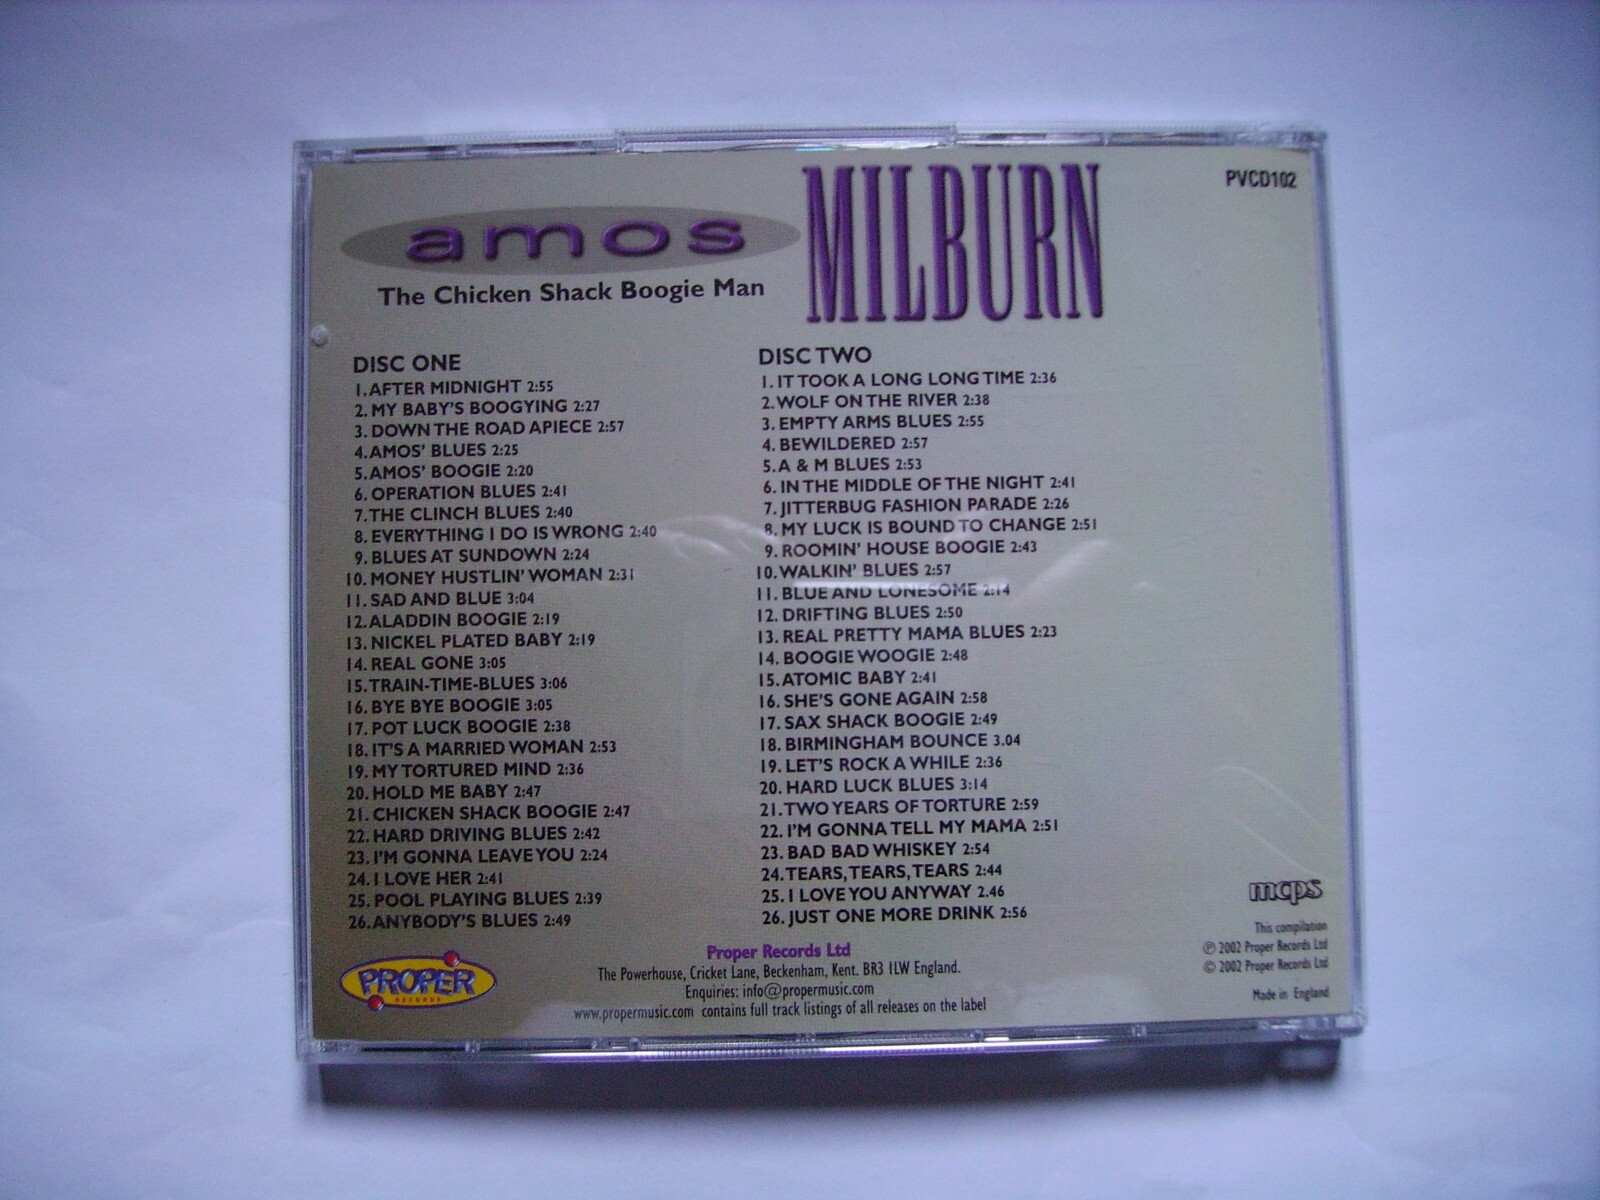 amos MILBURN
The Chicken Shack Boogie Man
PVCD102
DISC ONE
1. AFTER MIDNIGHT 2:55
2. MY BABY'S BOOGYING 2:27
3. DOWN THE ROAD APIECE 2:57
4. AMOS' BLUES 2:25
5. AMOS' BOOGIE 2:20
6. OPERATION BLUES 2:41
7. THE CLINCH BLUES 2:40
8. EVERYTHING I DO IS WRONG 2:40
9. BLUES AT SUNDOWN 2:24
10. MONEY HUSTLIN' WOMAN 2:31
11. SAD AND BLUE 3:04
12. ALADDIN BOOGIE 2:19
13. NICKEL PLATED BABY 2:19
14. REAL GONE 3:05
15. TRAIN-TIME-BLUES 3:06
16. BYE BYE BOOGIE 3:05
17. POT LUCK BOOGIE 2:38
18. IT'S A MARRIED WOMAN 2:53
19. MY TORTURED MIND 2:36
20. HOLD ME BABY 2:47
21. CHICKEN SHACK BOOGIE 2:47
22. HARD DRIVING BLUES 2:42
23. I'M GONNA LEAVE YOU 2:24
24. I LOVE HER 2:41
25. POOL PLAYING BLUES 2:39
26. ANYBODY'S BLUES 2:49
DISC TWO
1. IT TOOK A LONG LONG TIME 2:36
2. WOLF ON THE RIVER 2:38
3. EMPTY ARMS BLUES 2:55
4. BEWILDERED 2:57
5. A & M BLUES 2:53
6. IN THE MIDDLE OF THE NIGHT 2:41
7. JITTERBUG FASHION PARADE 2:26
8. MY LUCK IS BOUND TO CHANGE 2:51
9. ROOMIN' HOUSE BOOGIE 2:43
10. WALKIN' BLUES 2:57
11. BLUE AND LONESOME 2:14
12. DRIFTING BLUES 2:50
13. REAL PRETTY MAMA BLUES 2:23
14. BOOGIE WOOGIE 2:48
15. ATOMIC BABY 2:41
16. SHE'S GONE AGAIN 2:58
17. SAX SHACK BOOGIE 2:49
18. BIRMINGHAM BOUNCE 3.04
19. LET'S ROCK A WHILE 2:36
20. HARD LUCK BLUES 3:14
21. TWO YEARS OF TORTURE 2:59
22. I'M GONNA TELL MY MAMA 2:51
23. BAD BAD WHISKEY 2:54
24. TEARS, TEARS, TEARS 2:44
25. I LOVE YOU ANYWAY 2.46
26. JUST ONE MORE DRINK 2:56
PROPER
RECORDS
Proper Records Ltd
The Powerhouse, Cricket Lane, Beckenham, Kent. BR3 1LW England.
Enquiries: info@propermusic.com
www.propermusic.com contains full track listings of all releases on the label
mcps
This compilation
℗ 2002 Proper Records Ltd
© 2002 Proper Records Ltd
Made in England